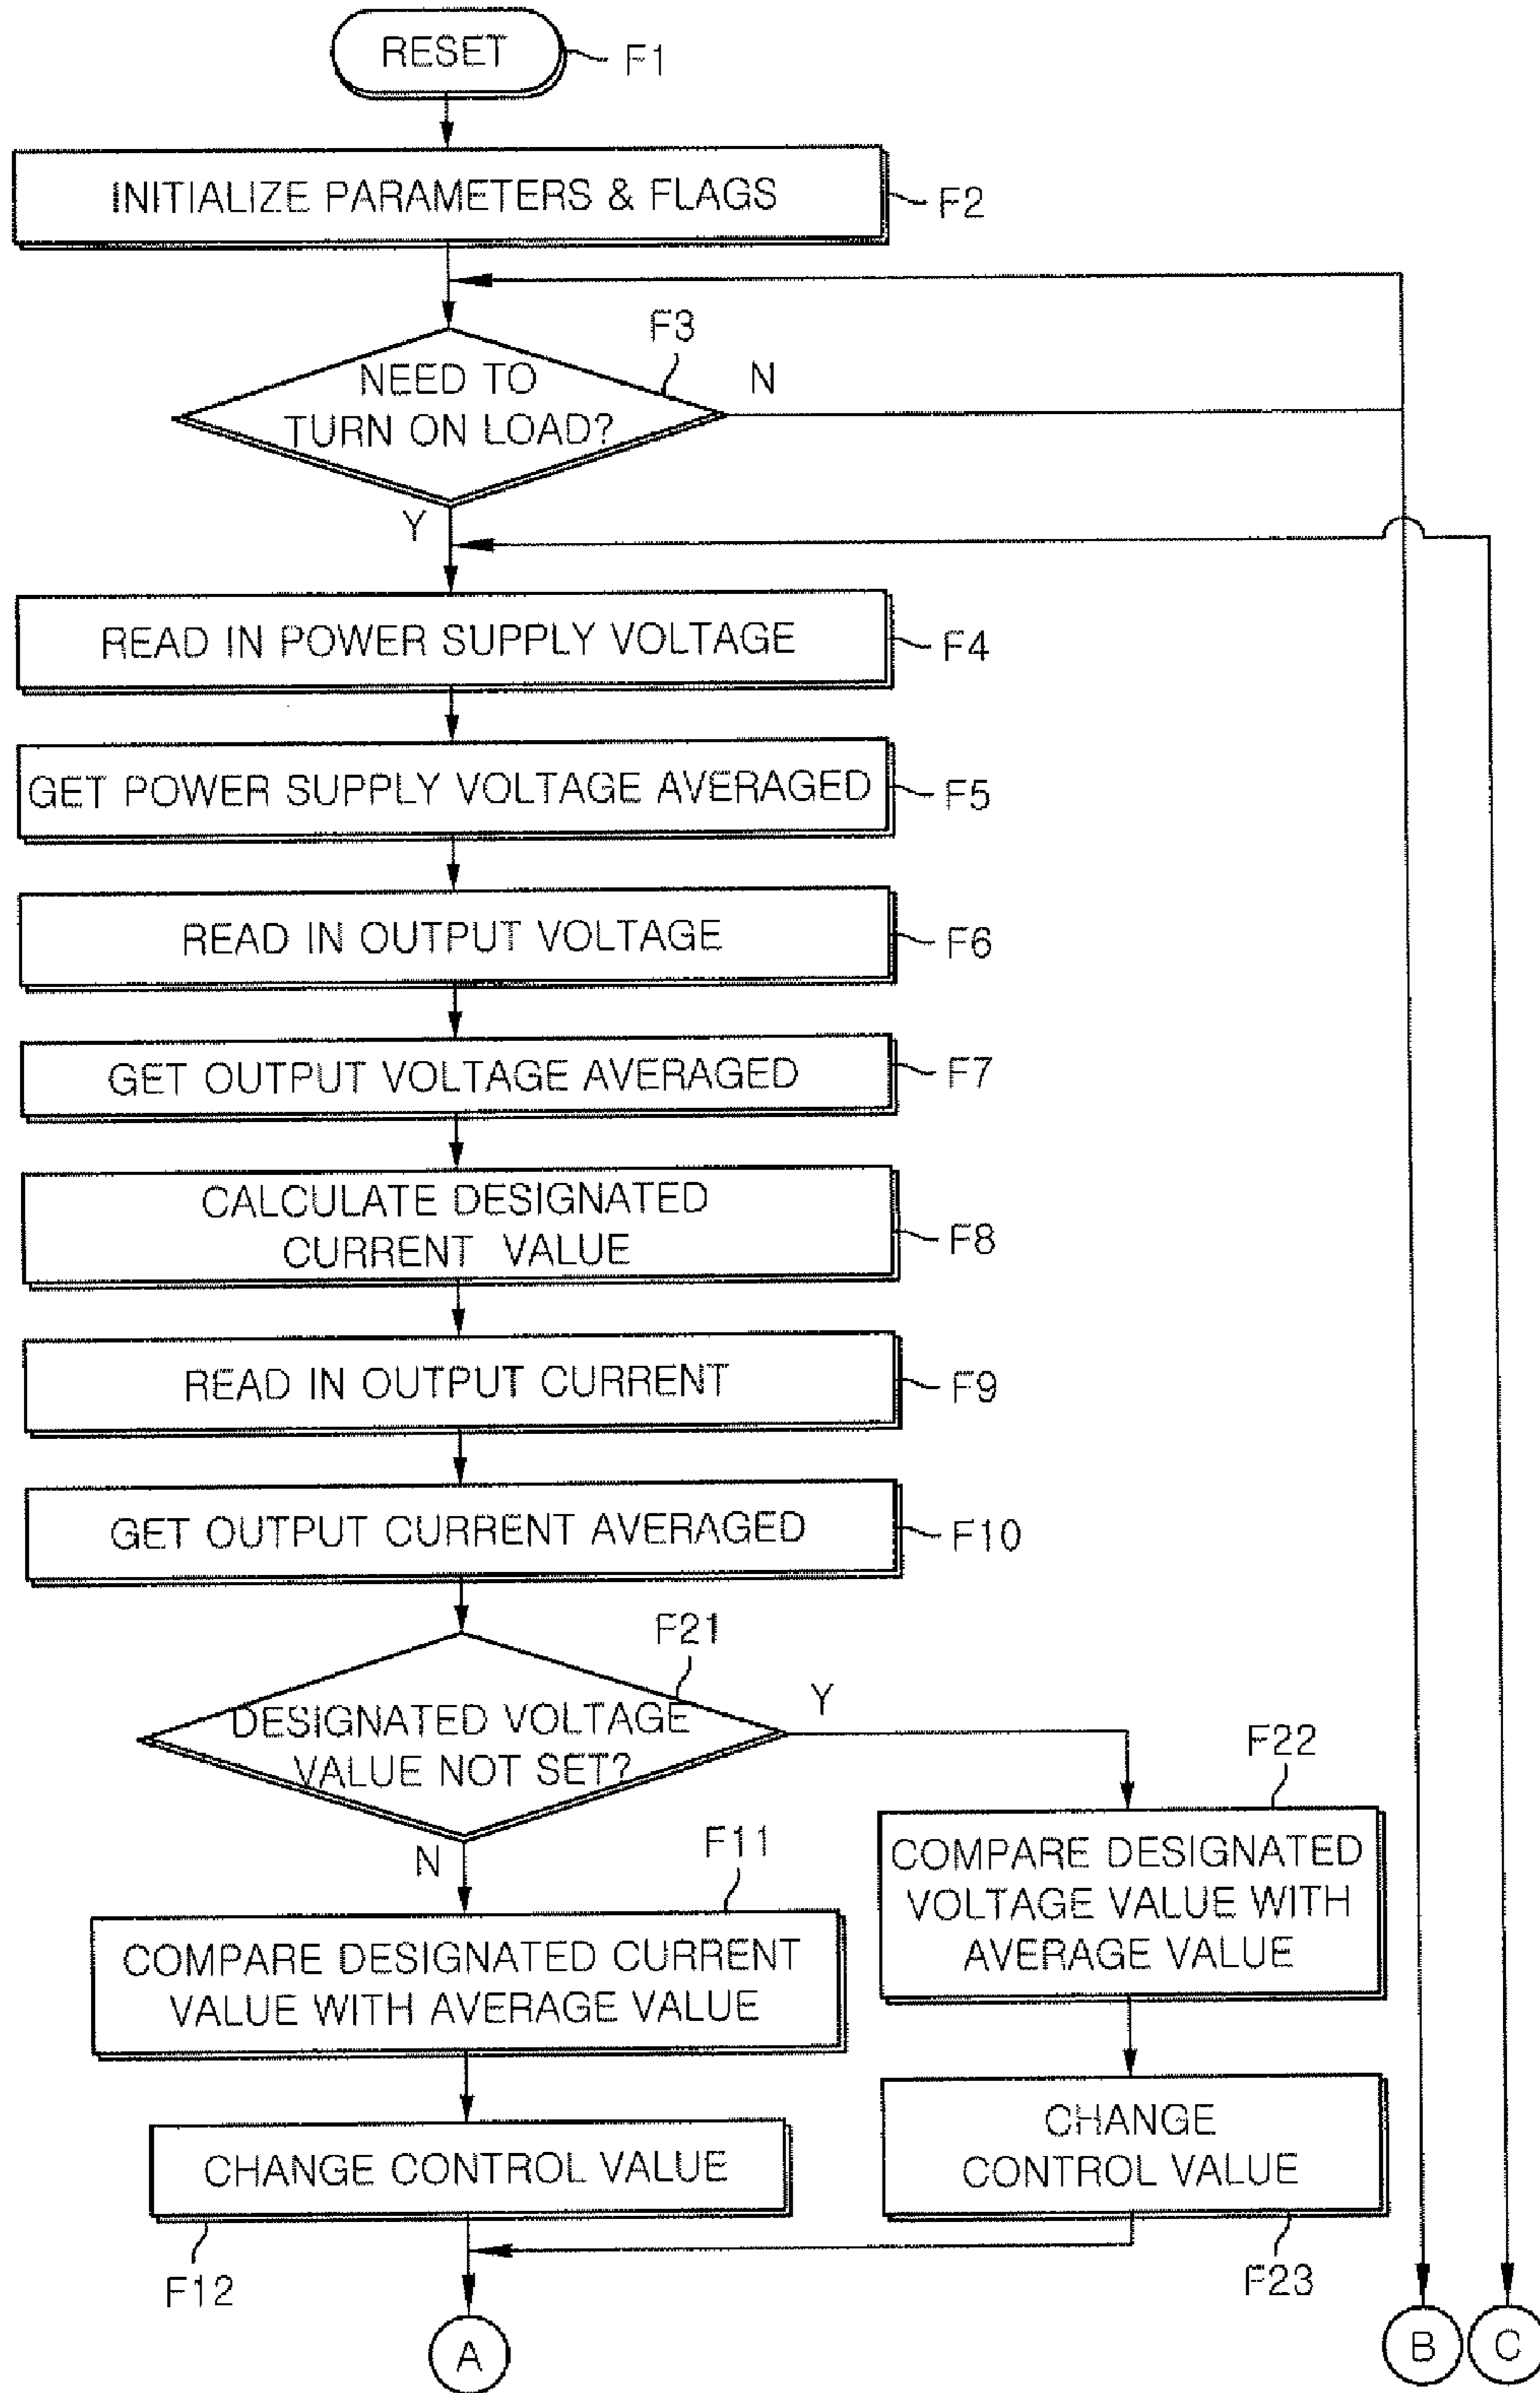 RESET
F1
INITIALIZE PARAMETERS & FLAGS
F2
F3
NEED TO
TURN ON LOAD?
N
Y
READ IN POWER SUPPLY VOLTAGE
F4
GET POWER SUPPLY VOLTAGE AVERAGED
F5
READ IN OUTPUT VOLTAGE
F6
GET OUTPUT VOLTAGE AVERAGED
F7
CALCULATE DESIGNATED
CURRENT VALUE
F8
READ IN OUTPUT CURRENT
F9
GET OUTPUT CURRENT AVERAGED
F10
F21
DESIGNATED VOLTAGE
VALUE NOT SET?
Y
N
F22
COMPARE DESIGNATED
VOLTAGE VALUE WITH
AVERAGE VALUE
F11
COMPARE DESIGNATED CURRENT
VALUE WITH AVERAGE VALUE
CHANGE CONTROL VALUE
F12
CHANGE
CONTROL VALUE
F23
A
B
C